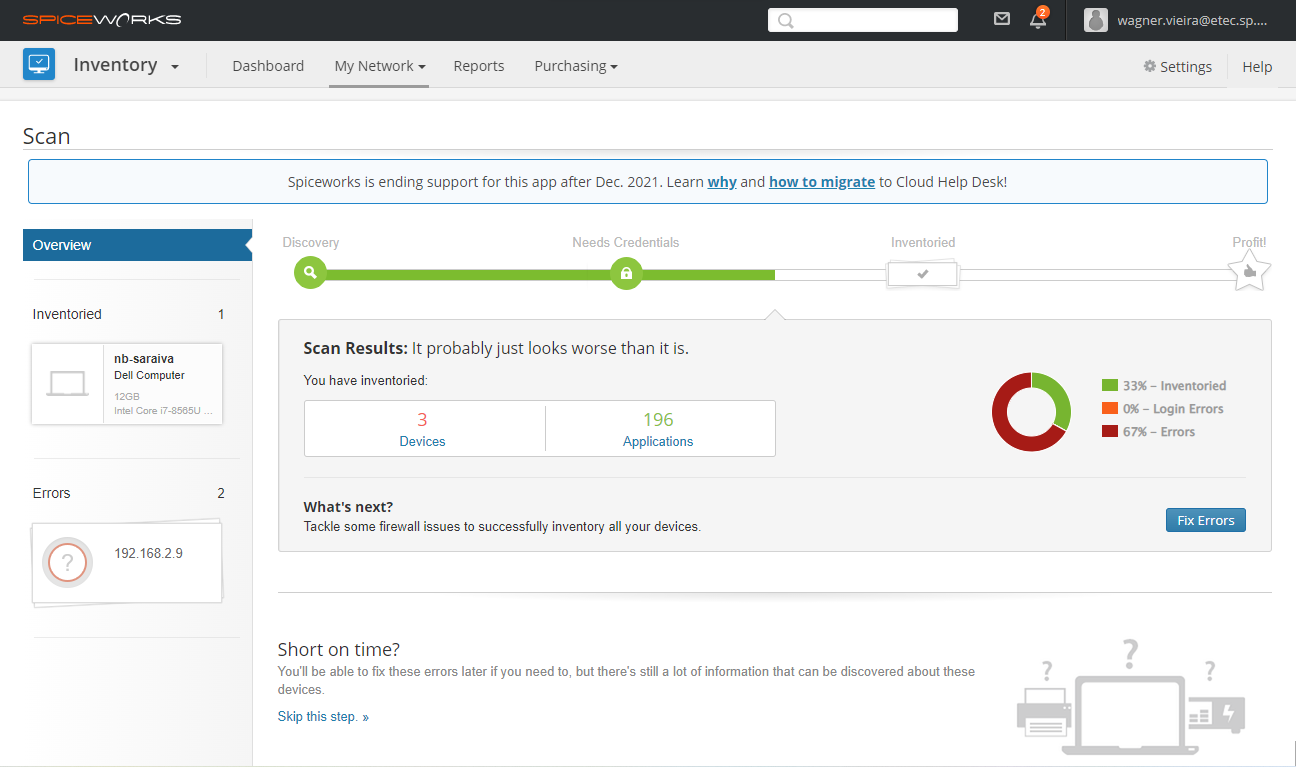 SPICEWORKS
2
wagner.vieira@etec.sp....
Inventory
Dashboard
My Network
Reports
Purchasing
Settings
Help
Scan
Spiceworks is ending support for this app after Dec. 2021. Learn why and how to migrate to Cloud Help Desk!
Overview
Inventoried 1
nb-saraiva
Dell Computer
12GB
Intel Core i7-8565U ...
Errors 2
?
192.168.2.9
Discovery
Needs Credentials
Inventoried
Profit!
Scan Results: It probably just looks worse than it is.
You have inventoried:
3
Devices
196
Applications
33% – Inventoried
0% – Login Errors
67% – Errors
What's next?
Tackle some firewall issues to successfully inventory all your devices.
Fix Errors
Short on time?
You'll be able to fix these errors later if you need to, but there's still a lot of information that can be discovered about these
devices.
Skip this step. »
? ? ?